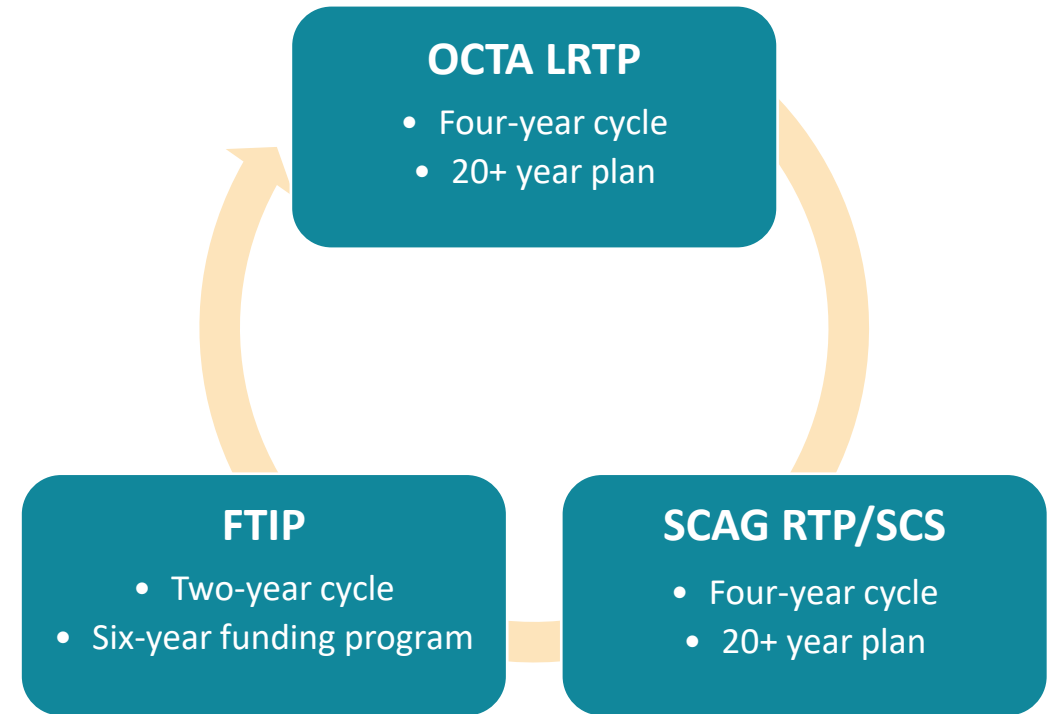 OCTA LRTP
• Four-year cycle
• 20+ year plan
FTIP
• Two-year cycle
• Six-year funding program
SCAG RTP/SCS
• Four-year cycle
• 20+ year plan